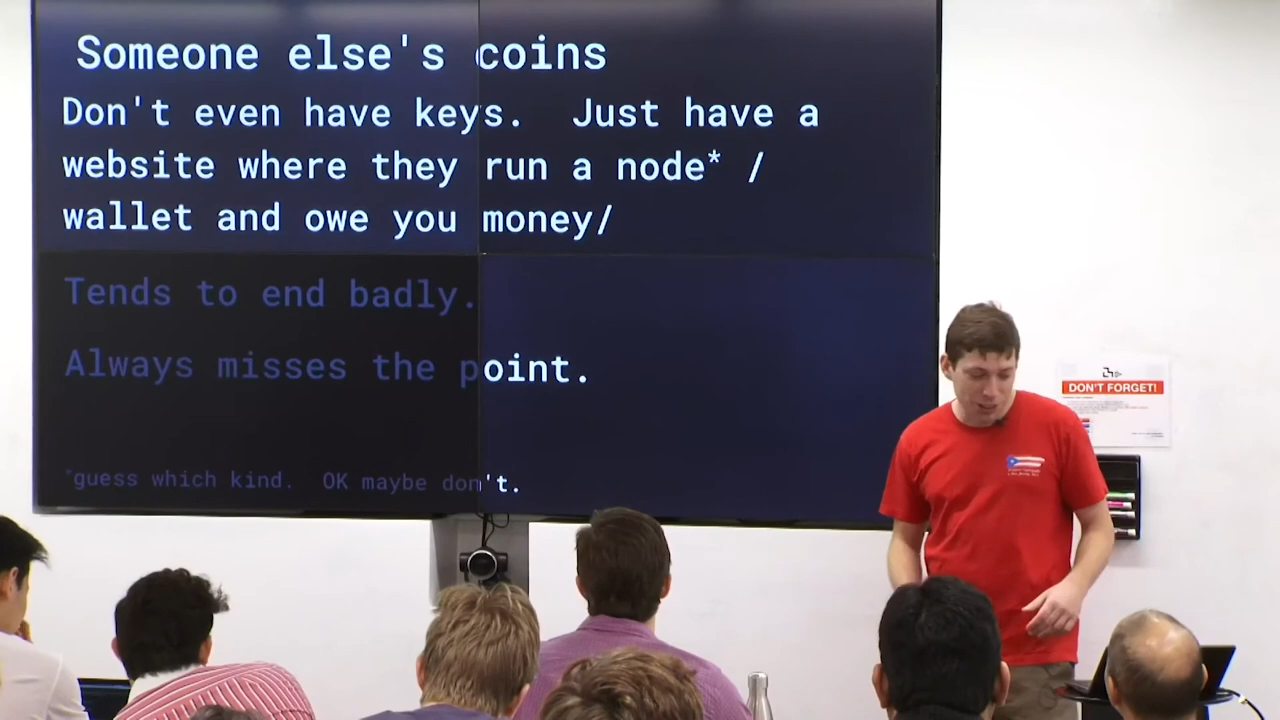 Someone else's coins
Don't even have keys. Just have a
website where they run a node* /
wallet and owe you money/
Tends to end badly.
Always misses the point.
*guess which kind. OK maybe don't.
DON'T FORGET!